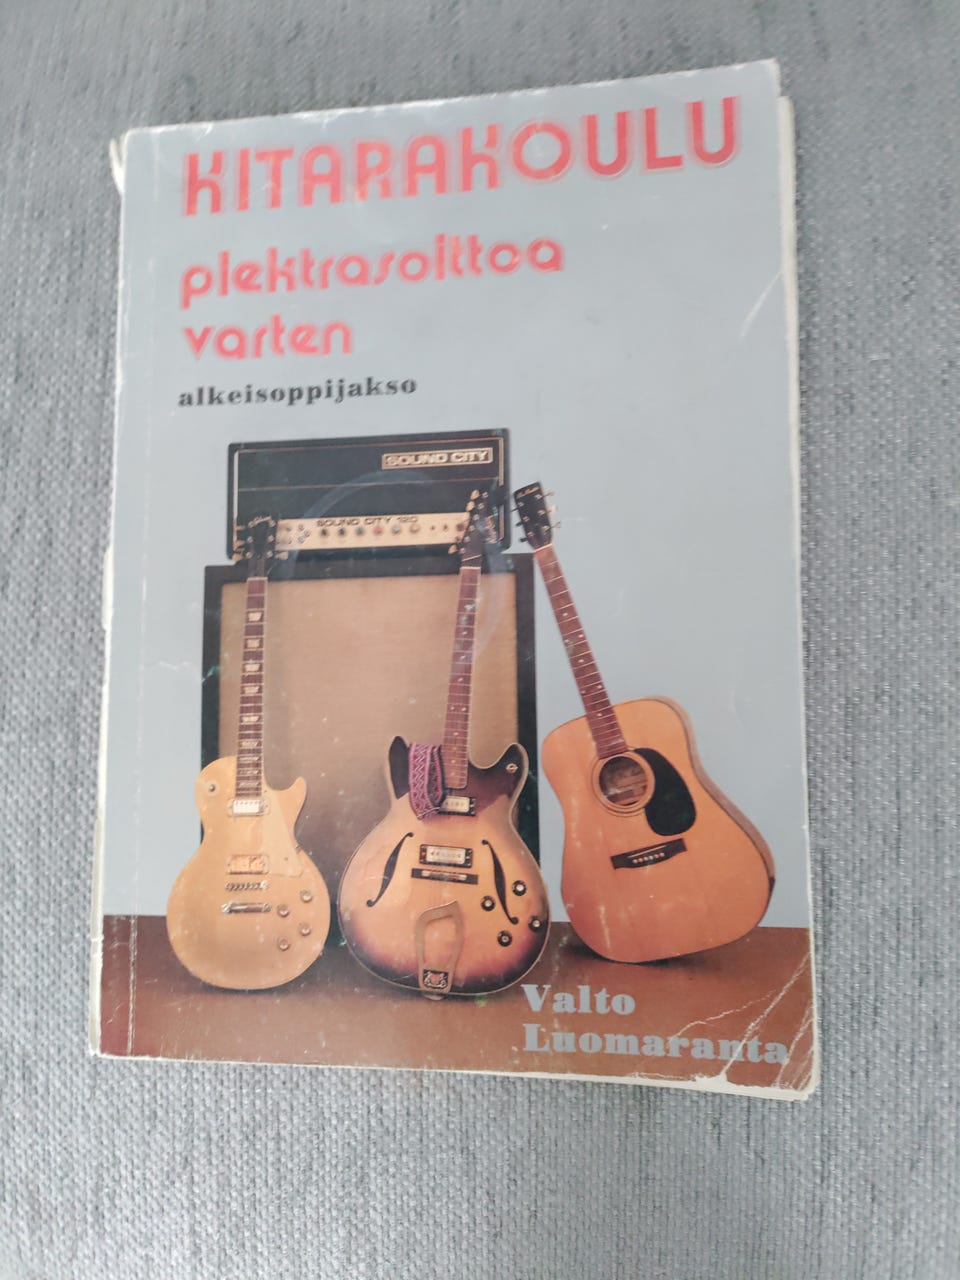 KITARAKOULU
plektrasoittoa
varten
alkeisoppijakso
SOUND CITY
SOUND CITY 120
Valto
Luomaranta